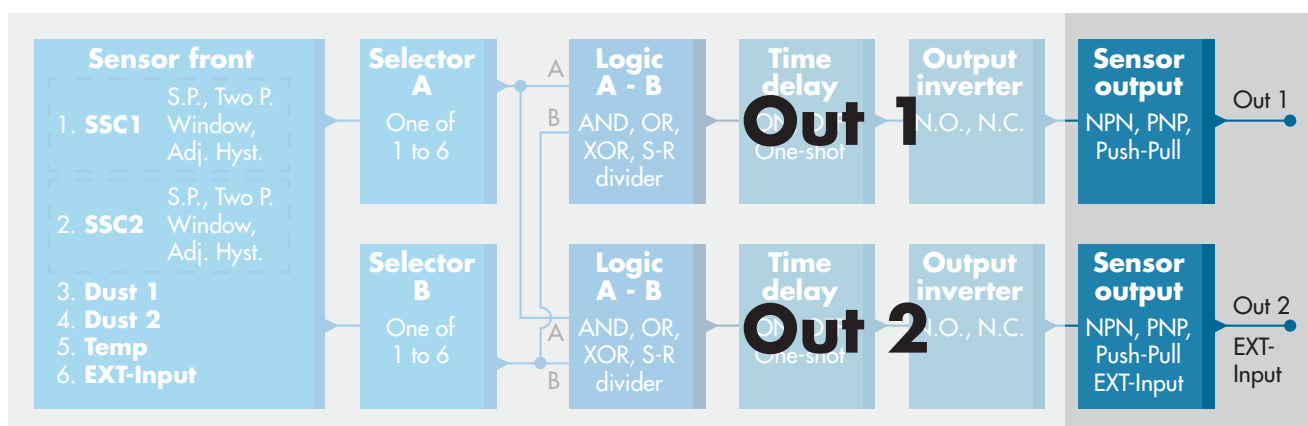 Sensor front
1. SSC1
S.P., Two P.
Window,
Adj. Hyst.
2. SSC2
S.P., Two P.
Window,
Adj. Hyst.
3. Dust 1
4. Dust 2
5. Temp
6. EXT-Input
Selector
A
One of
1 to 6
A
B
Logic
A - B
AND, OR,
XOR, S-R
divider
Time
delay
One-shot
Out 1
Output
inverter
N.O., N.C.
Sensor
output
NPN, PNP,
Push-Pull
Out 1
Selector
B
One of
1 to 6
A
B
Logic
A - B
AND, OR,
XOR, S-R
divider
Time
delay
One-shot
Out 2
Output
inverter
N.O., N.C.
Sensor
output
NPN, PNP,
Push-Pull
EXT-Input
Out 2
EXT-
Input